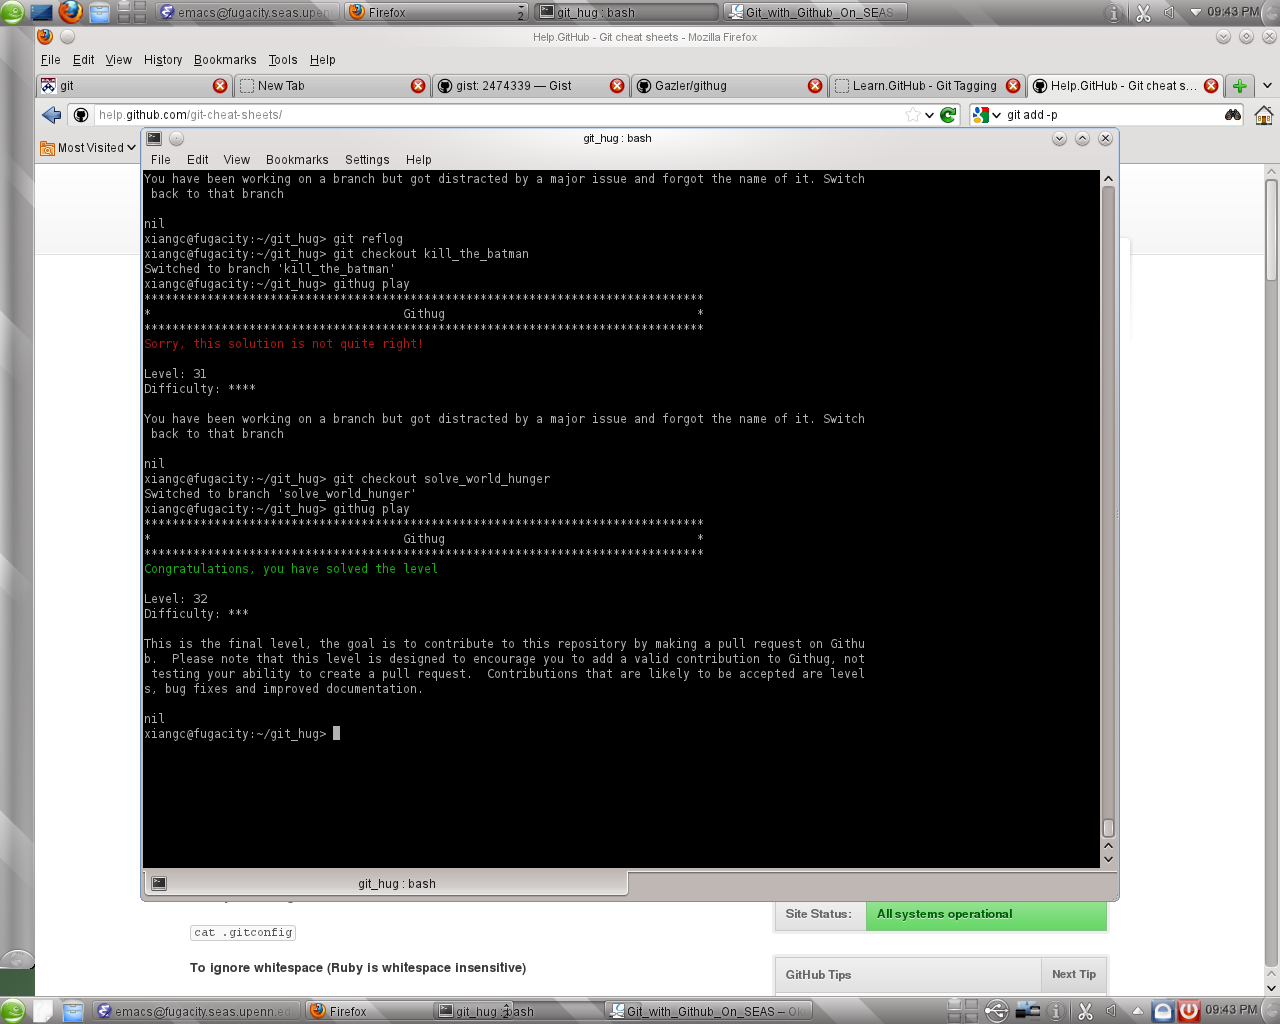 emacs@fugacity.seas.upenn
Firefox
2
git_hug : bash
Git_with_Github_On_SEAS
09:43 PM
Help.GitHub - Git cheat sheets - Mozilla Firefox
File Edit View History Bookmarks Tools Help
git
New Tab
gist: 2474339 — Gist
Gazler/githug
Learn.GitHub - Git Tagging
Help.GitHub - Git cheat s...
help.github.com/git-cheat-sheets/
git add -p
Most Visited
git_hug : bash
File Edit View Bookmarks Settings Help
You have been working on a branch but got distracted by a major issue and forgot the name of it. Switch
back to that branch
nil
xiangc@fugacity:~/git_hug> git reflog
xiangc@fugacity:~/git_hug> git checkout kill_the_batman
Switched to branch 'kill_the_batman'
xiangc@fugacity:~/git_hug> githug play
********************************************************************************
* Githug *
********************************************************************************
Sorry, this solution is not quite right!
Level: 31
Difficulty: ****
You have been working on a branch but got distracted by a major issue and forgot the name of it. Switch
back to that branch
nil
xiangc@fugacity:~/git_hug> git checkout solve_world_hunger
Switched to branch 'solve_world_hunger'
xiangc@fugacity:~/git_hug> githug play
********************************************************************************
* Githug *
********************************************************************************
Congratulations, you have solved the level
Level: 32
Difficulty: ***
This is the final level, the goal is to contribute to this repository by making a pull request on Githu
b.  Please note that this level is designed to encourage you to add a valid contribution to Githug, not
testing your ability to create a pull request.  Contributions that are likely to be accepted are level
s, bug fixes and improved documentation.
nil
xiangc@fugacity:~/git_hug>
git_hug : bash
Site Status: All systems operational
cat .gitconfig
To ignore whitespace (Ruby is whitespace insensitive)
GitHub Tips
Next Tip
emacs@fugacity.seas.upenn.ed
Firefox
git_hug : bash
Git_with_Github_On_SEAS – Ok
09:43 PM